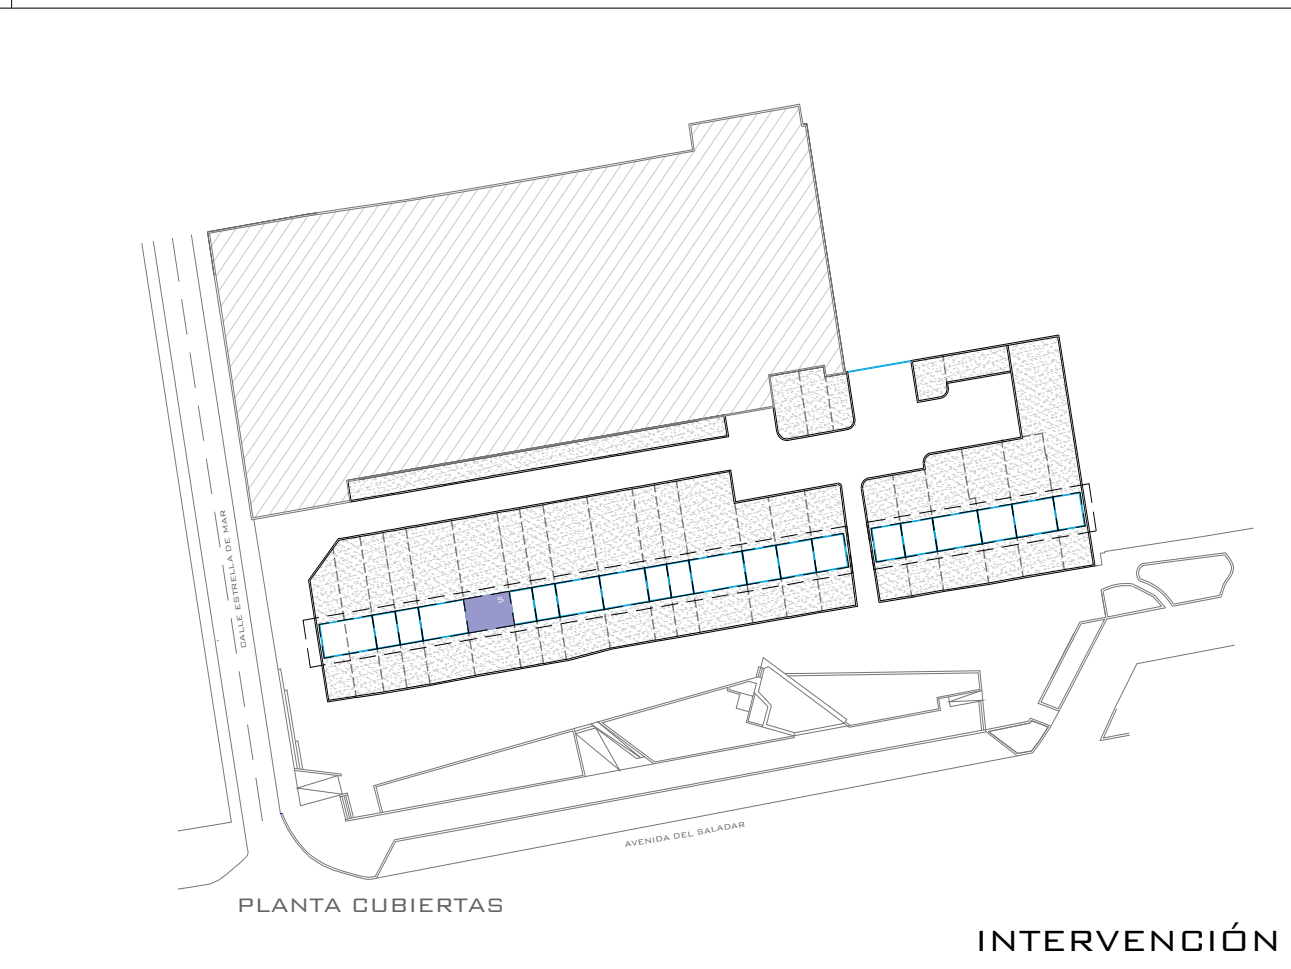 S
CALLE ESTRELLA DE MAR
AVENIDA DEL SALADAR
PLANTA CUBIERTAS
INTERVENCIÓN